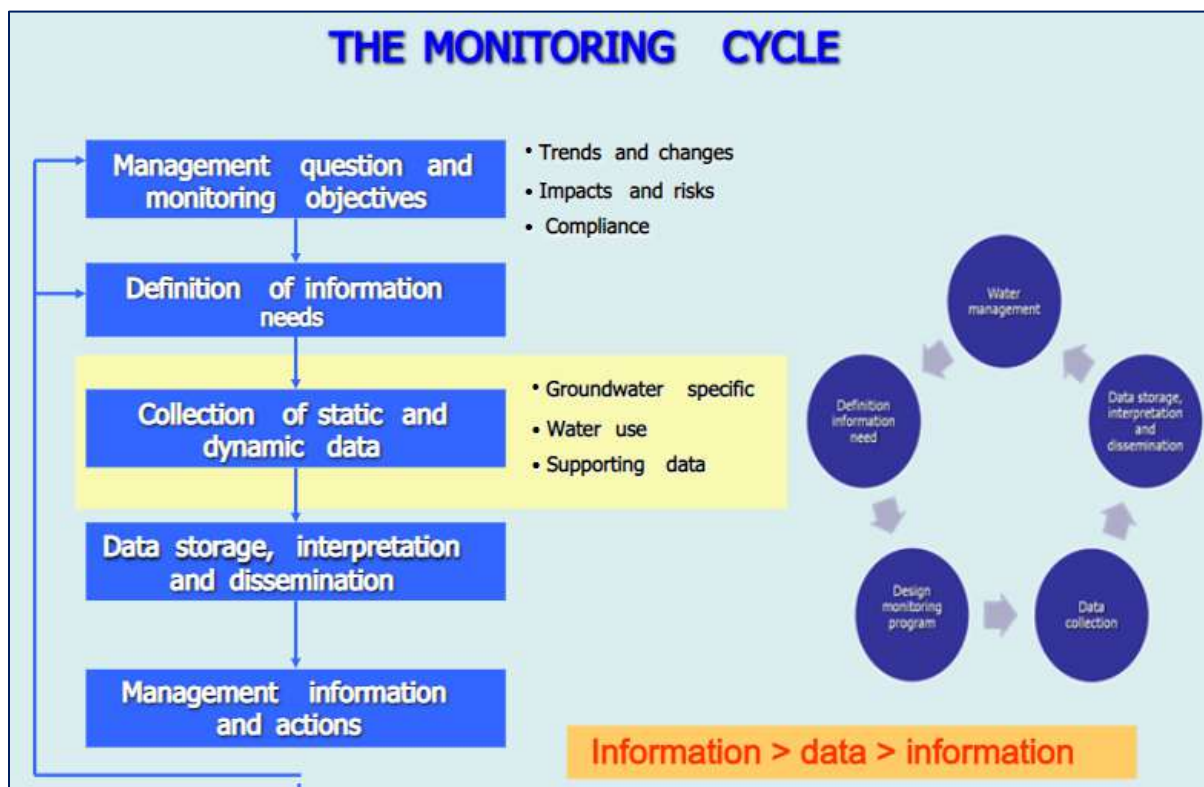 THE MONITORING CYCLE
Management question and
monitoring objectives
• Trends and changes
• Impacts and risks
• Compliance
Definition of information
needs
Collection of static and
dynamic data
• Groundwater specific
• Water use
• Supporting data
Data storage, interpretation
and dissemination
Management information
and actions
Water
management
Definition
information
need
Data storage,
interpretation
and
dissemination
Design
monitoring
program
Data
collection
Information > data > information